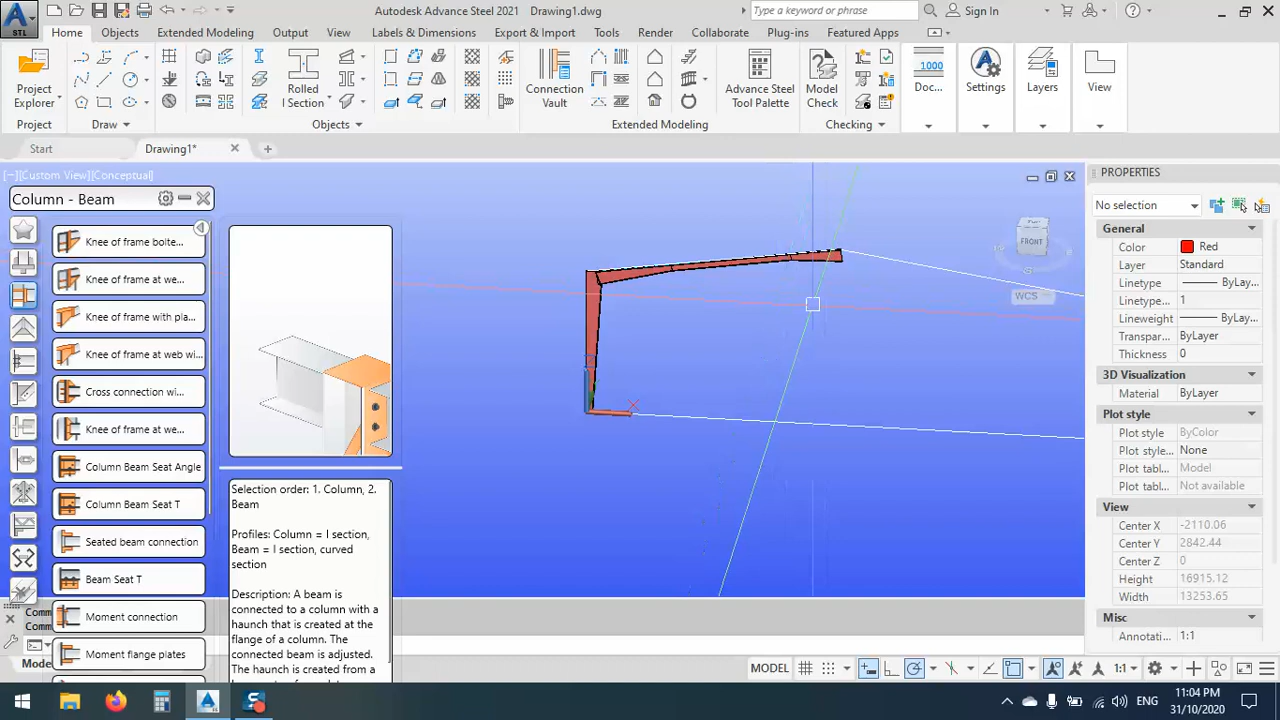 Autodesk Advance Steel 2021 Drawing1.dwg
Type a keyword or phrase
Sign In
STL
Home Objects Extended Modeling Output View Labels & Dimensions Export & Import Tools Render Collaborate Plug-ins Featured Apps
Project
Explorer
Rolled
I Section
Connection
Vault
Advance Steel
Tool Palette
Model
Check
1000
Doc...
Settings
Layers
View
Project
Draw
Objects
Extended Modeling
Checking
Start
Drawing1*
[−][Custom View][Conceptual]
Column - Beam
Knee of frame bolte...
Knee of frame at we...
Knee of frame with pla...
Knee of frame at web wi...
Cross connection wi...
Knee of frame at we...
Column Beam Seat Angle
Column Beam Seat T
Seated beam connection
Beam Seat T
Moment connection
Moment flange plates
Selection order: 1. Column, 2.
Beam
Profiles: Column = I section,
Beam = I section, curved
section
Description: A beam is
connected to a column with a
haunch that is created at the
flange of a column. The
connected beam is adjusted.
The haunch is created from a
X
FRONT
WCS
PROPERTIES
No selection
General
Color Red
Layer Standard
Linetype ByLay...
Linetype... 1
Lineweight ByLay...
Transpar... ByLayer
Thickness 0
3D Visualization
Material ByLayer
Plot style
Plot style ByColor
Plot style... None
Plot tabl... Model
Plot tabl... Not available
View
Center X -2110.06
Center Y 2842.44
Center Z 0
Height 16915.12
Width 13253.65
Misc
Annotati... 1:1
Comm
Comm
Mode
MODEL
1:1
ENG
11:04 PM
31/10/2020